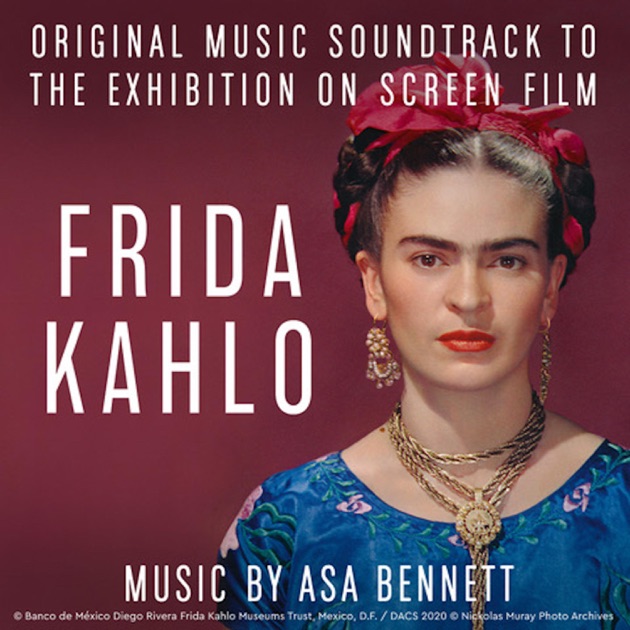 ORIGINAL MUSIC SOUNDTRACK TO
THE EXHIBITION ON SCREEN FILM
FRIDA
KAHLO
MUSIC BY ASA BENNETT
© Banco de México Diego Rivera Frida Kahlo Museums Trust, Mexico, D.F. / DACS 2020 © Nickolas Muray Photo Archives